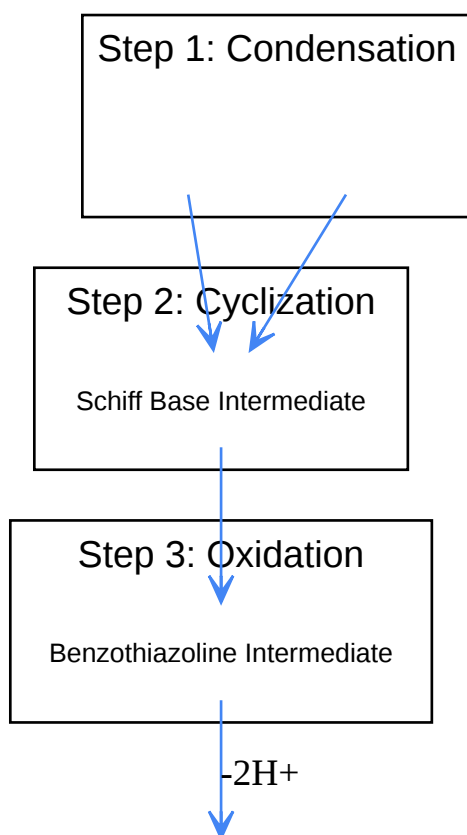 Step 1: Condensation
Step 2: Cyclization
Schiff Base Intermediate
Step 3: Oxidation
Benzothiazoline Intermediate
-2H+